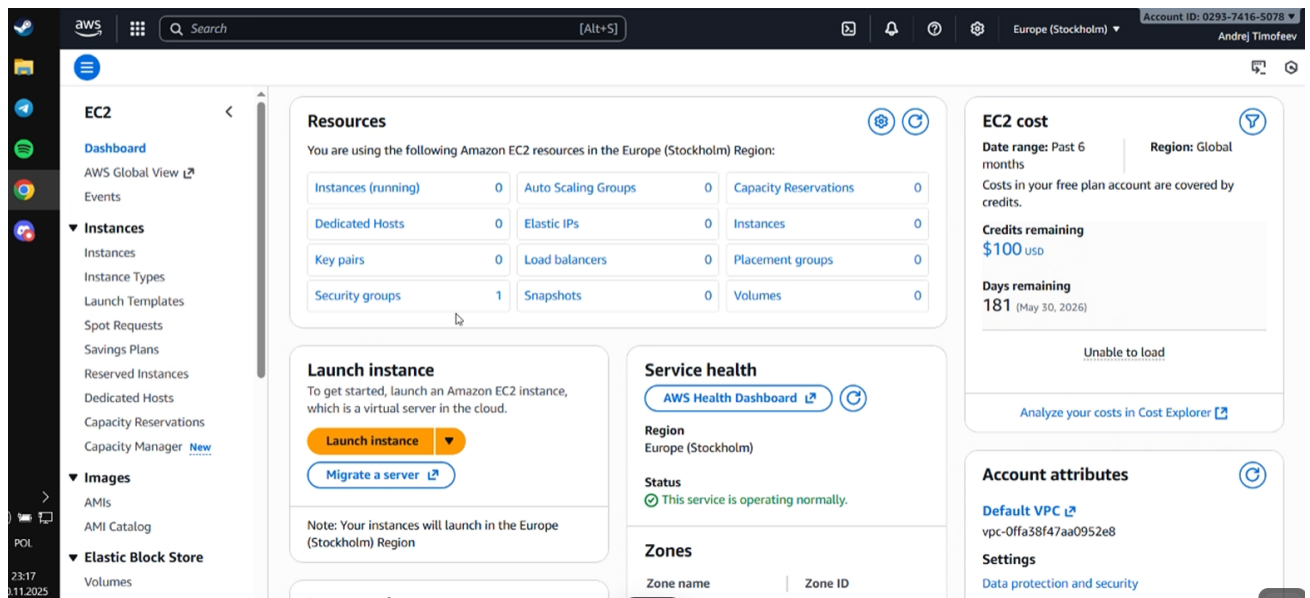 aws
Search [Alt+S]
Europe (Stockholm) ▼
Account ID: 0293-7416-5078 ▼
Andrej Timofeev
EC2
Dashboard
AWS Global View
Events
▼ Instances
Instances
Instance Types
Launch Templates
Spot Requests
Savings Plans
Reserved Instances
Dedicated Hosts
Capacity Reservations
Capacity Manager New
▼ Images
AMIs
AMI Catalog
▼ Elastic Block Store
Volumes
Resources
You are using the following Amazon EC2 resources in the Europe (Stockholm) Region:
Instances (running) 0
Auto Scaling Groups 0
Capacity Reservations 0
Dedicated Hosts 0
Elastic IPs 0
Instances 0
Key pairs 0
Load balancers 0
Placement groups 0
Security groups 1
Snapshots 0
Volumes 0
Launch instance
To get started, launch an Amazon EC2 instance,
which is a virtual server in the cloud.
Launch instance ▼
Migrate a server
Note: Your instances will launch in the Europe
(Stockholm) Region
Service health
AWS Health Dashboard
Region
Europe (Stockholm)
Status
This service is operating normally.
Zones
Zone name Zone ID
EC2 cost
Date range: Past 6
months
Region: Global
Costs in your free plan account are covered by
credits.
Credits remaining
$100 USD
Days remaining
181 (May 30, 2026)
Unable to load
Analyze your costs in Cost Explorer
Account attributes
Default VPC
vpc-0ffa38f47aa0952e8
Settings
Data protection and security
POL
23:17
.11.2025